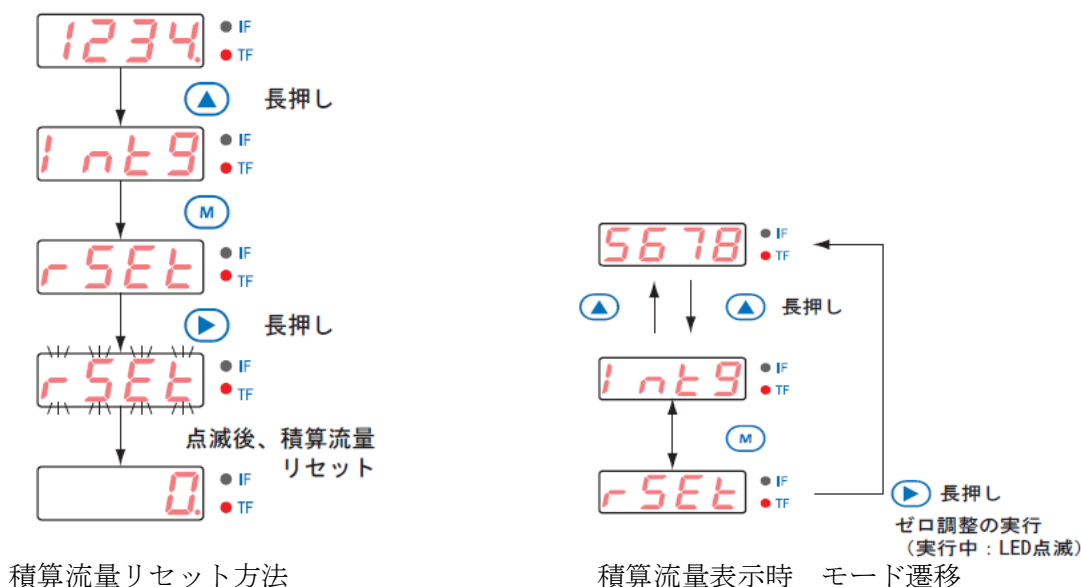 1234.
IF
TF
長押し
Intg
IF
TF
M
rSEt
IF
TF
長押し
rSEt
IF
TF
点滅後、積算流量
リセット
0.
IF
TF
積算流量リセット方法
5678
IF
TF
長押し
Intg
IF
TF
M
rSEt
IF
TF
長押し
ゼロ調整の実行
(実行中:LED点滅)
積算流量表示時 モード遷移